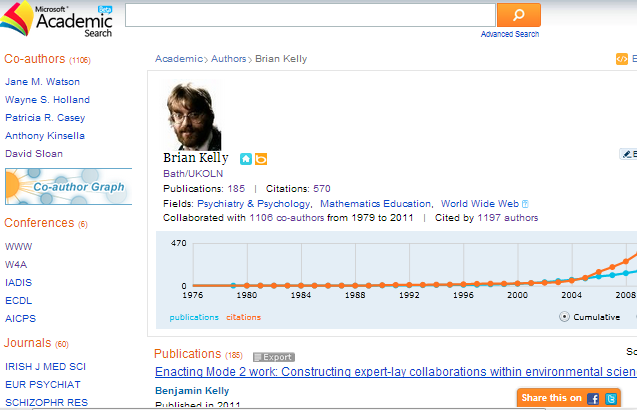 Microsoft®
Academic Beta
Search
Advanced Search
Co-authors (1106)
Jane M. Watson
Wayne S. Holland
Patricia R. Casey
Anthony Kinsella
David Sloan
Co-author Graph
Conferences (6)
WWW
W4A
IADIS
ECDL
AICPS
Journals (60)
IRISH J MED SCI
EUR PSYCHIAT
SCHIZOPHR RES
Academic > Authors > Brian Kelly
E
Brian Kelly
Bath/UKOLN
E
Publications: 185 | Citations: 570
Fields: Psychiatry & Psychology, Mathematics Education, World Wide Web
Collaborated with 1106 co-authors from 1979 to 2011 | Cited by 1197 authors
470
0
1976 1980 1984 1988 1992 1996 2000 2004 2008
publications citations
Cumulative
Publications (185) Export
So
Enacting Mode 2 work: Constructing expert-lay collaborations within environmental scien
Benjamin Kelly
Published in 2011
Share this on